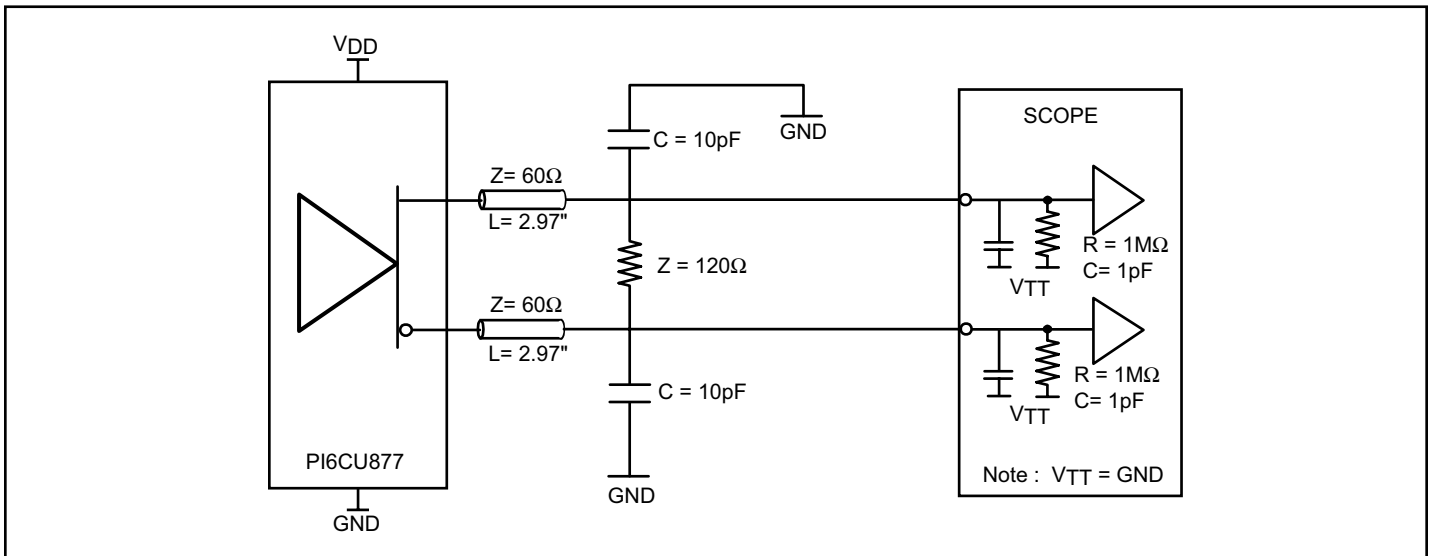 VDD
PI6CU877
GND
Z= 60Ω
L= 2.97"
Z= 60Ω
L= 2.97"
C = 10pF
GND
Z = 120Ω
C = 10pF
GND
SCOPE
R = 1MΩ
C= 1pF
VTT
R = 1MΩ
C= 1pF
VTT
Note : VTT = GND